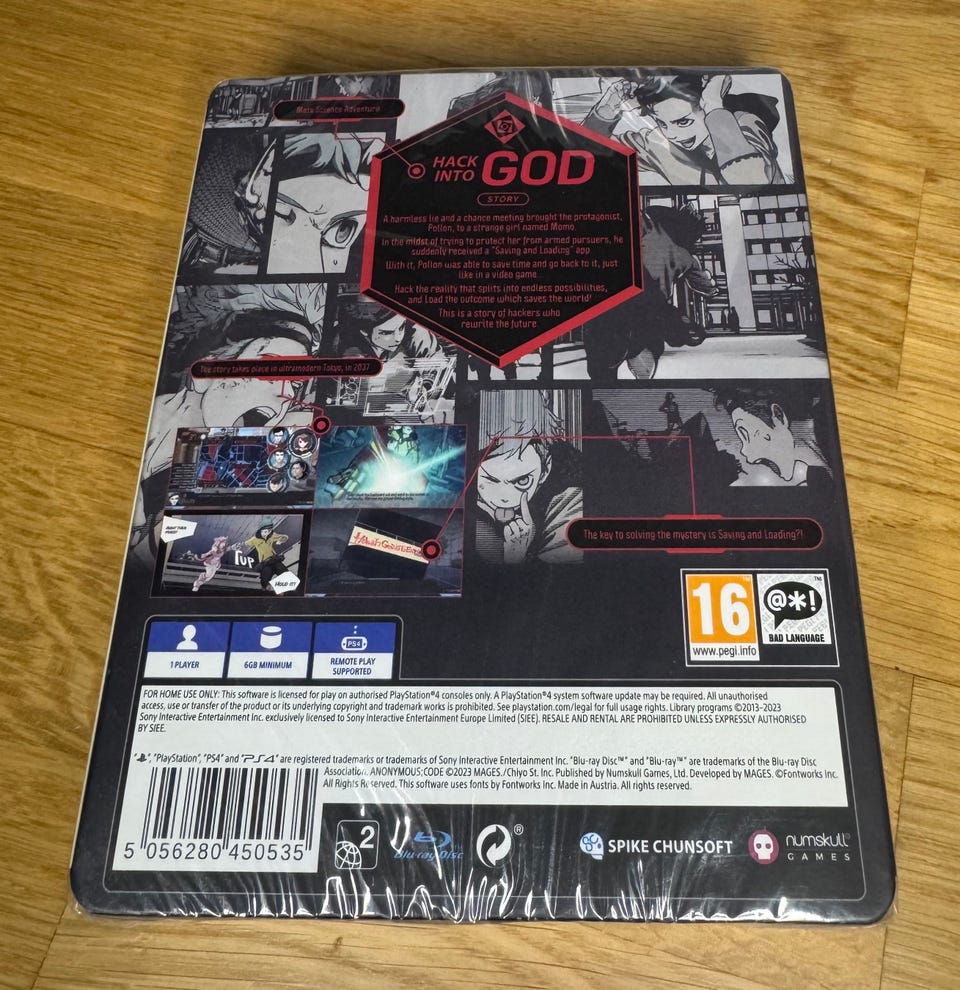 Mages Science Adventure
HACK
INTO GOD
STORY
A harmless lie and a chance meeting brought the protagonist,
Pollon, to a strange girl named Momo.
In the midst of trying to protect her from armed pursuers, he
suddenly received a "Saving and Loading" app
With it, Pollon was able to save time and go back to it, just
like in a video game...
Hack the reality that splits into endless possibilities,
and Load the outcome which saves the world!
This is a story of hackers who
rewrite the future.
The story takes place in ultramodern Tokyo, in 2037
1UP
HOLD IT!
The key to solving the mystery is Saving and Loading?!
16
www.pegi.info
@*!
TM
BAD LANGUAGE
PS4
1 PLAYER
6GB MINIMUM
REMOTE PLAY
SUPPORTED
FOR HOME USE ONLY: This software is licensed for play on authorised PlayStation®4 consoles only. A PlayStation®4 system software update may be required. All unauthorised
access, use or transfer of the product or its underlying copyright and trademark works is prohibited. See playstation.com/legal for full usage rights. Library programs ©2013-2023
Sony Interactive Entertainment Inc. exclusively licensed to Sony Interactive Entertainment Europe Limited (SIEE). RESALE AND RENTAL ARE PROHIBITED UNLESS EXPRESSLY AUTHORISED
BY SIEE.
"PlayStation", "PS4" and "PS4" are registered trademarks or trademarks of Sony Interactive Entertainment Inc. "Blu-ray Disc™" and "Blu-ray™" are trademarks of the Blu-ray Disc
Association. ANONYMOUS;CODE ©2023 MAGES./Chiyo St. Inc. Published by Numskull Games, Ltd. Developed by MAGES. ©Fontworks Inc.
All Rights Reserved. This software uses fonts by Fontworks Inc. Made in Austria. All rights reserved.
5 056280 450535
2
Blu-ray Disc
®
SPIKE CHUNSOFT
numskull®
GAMES